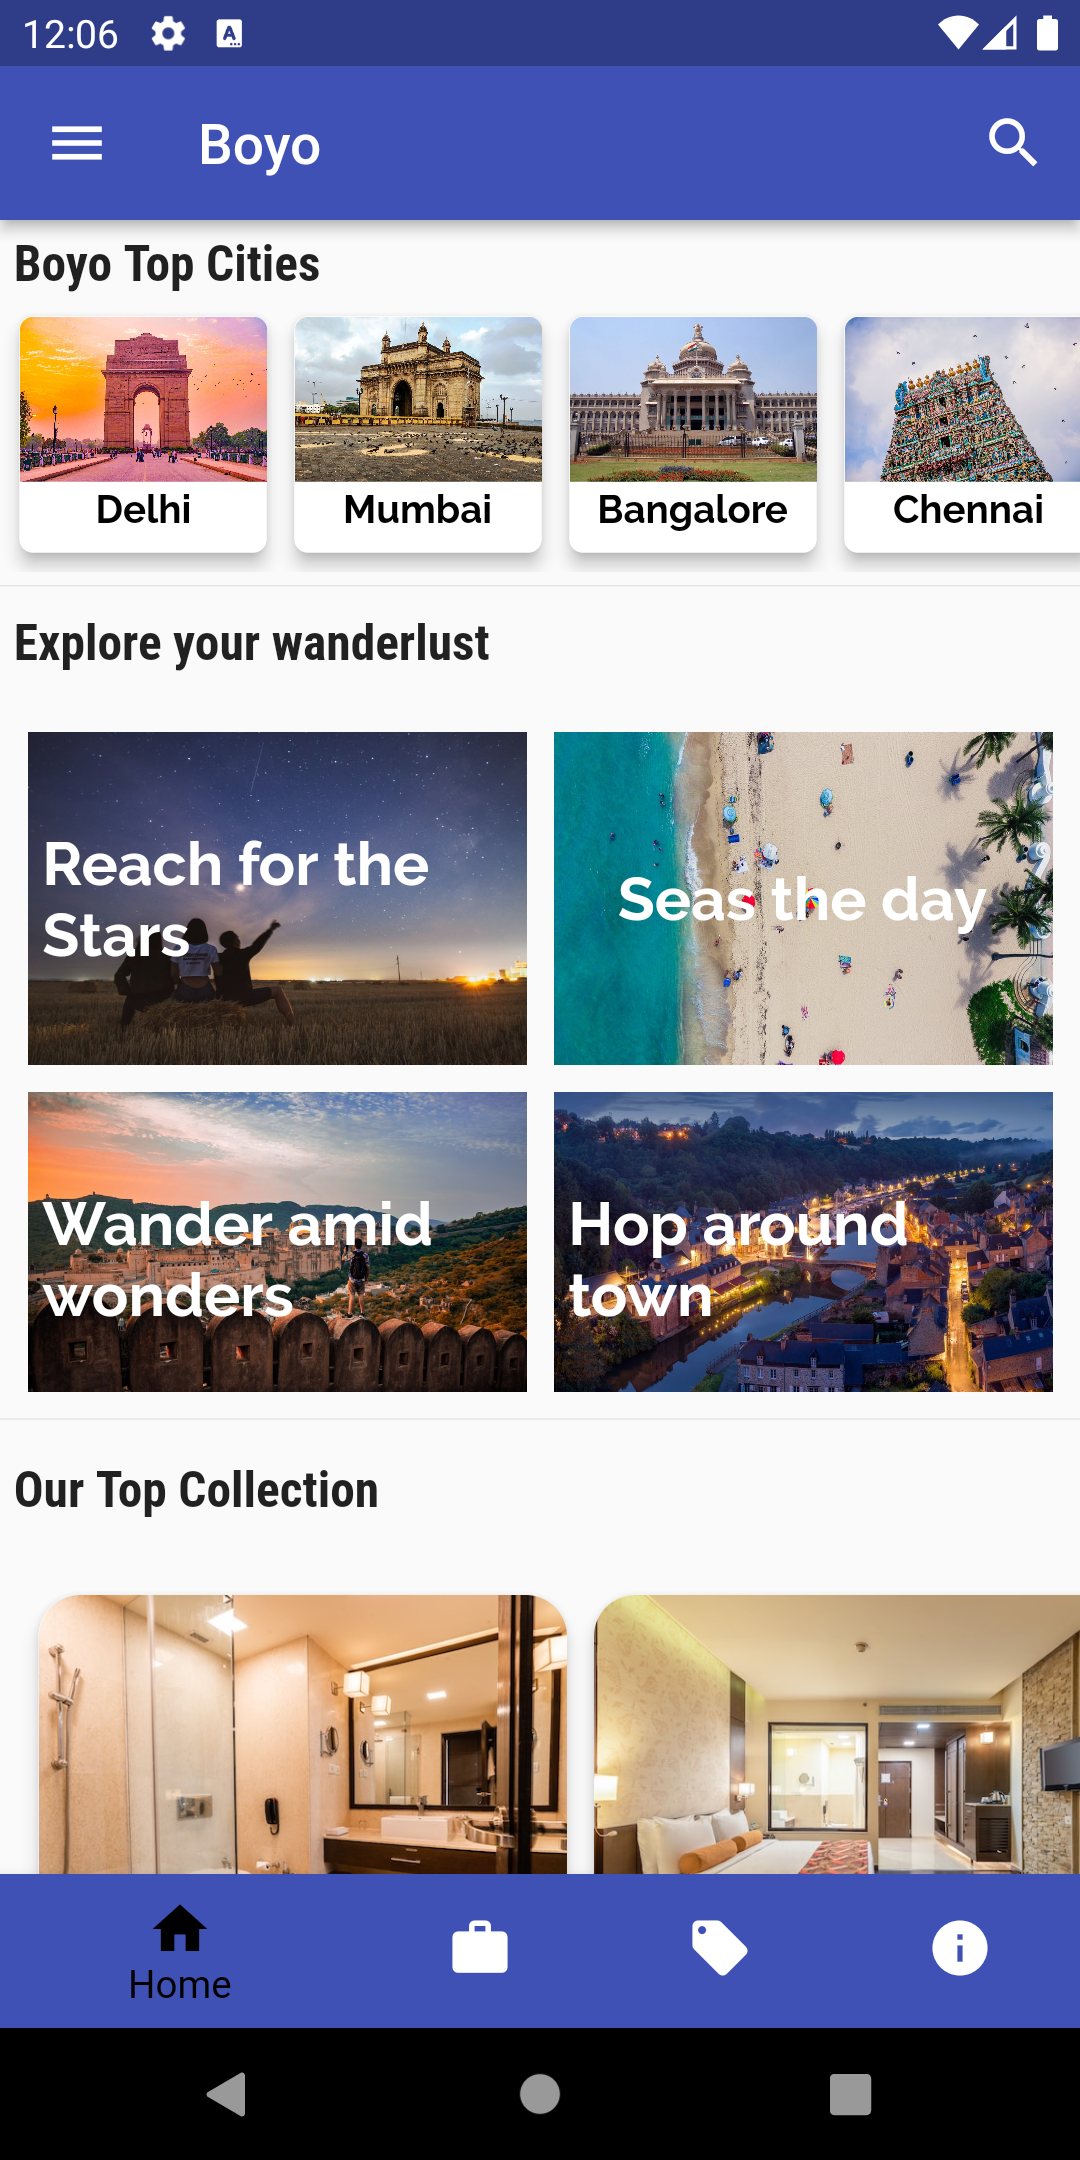 12:06
Boyo
Boyo Top Cities
Delhi
Mumbai
Bangalore
Chennai
Explore your wanderlust
Reach for the
Stars
Seas the day
Wander amid
wonders
Hop around
town
Our Top Collection
Home